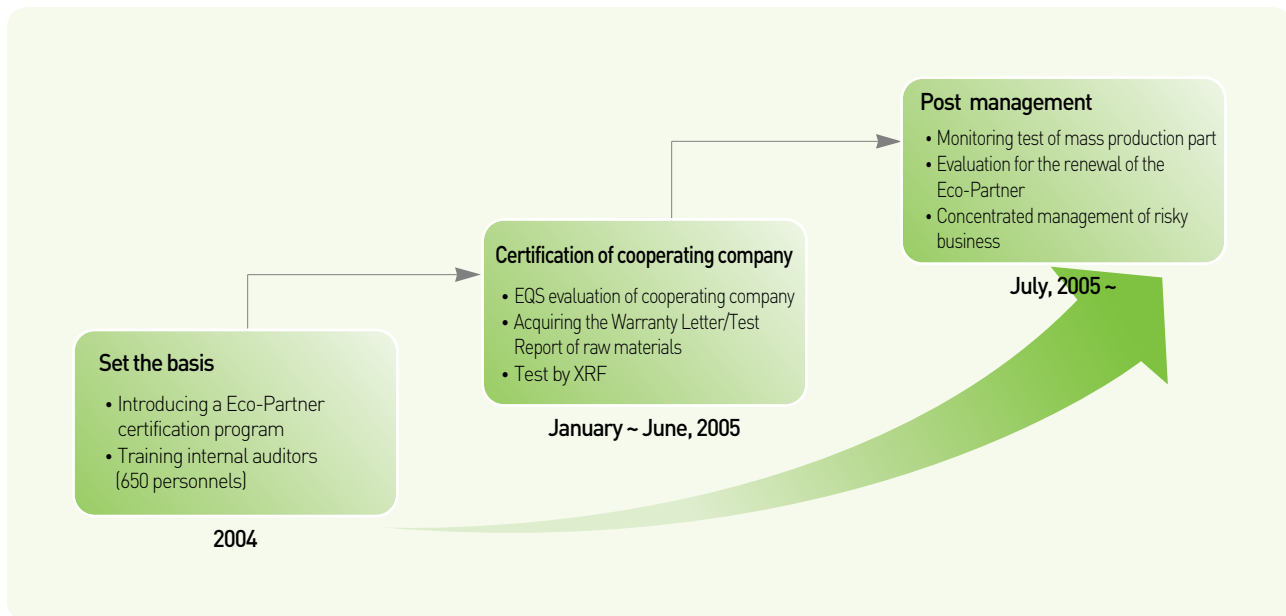 Set the basis
• Introducing a Eco-Partner
certification program
• Training internal auditors
(650 personnels)
2004
Certification of cooperating company
• EQS evaluation of cooperating company
• Acquiring the Warranty Letter/Test
Report of raw materials
• Test by XRF
January ~ June, 2005
Post management
• Monitoring test of mass production part
• Evaluation for the renewal of the
Eco-Partner
• Concentrated management of risky
business
July, 2005 ~